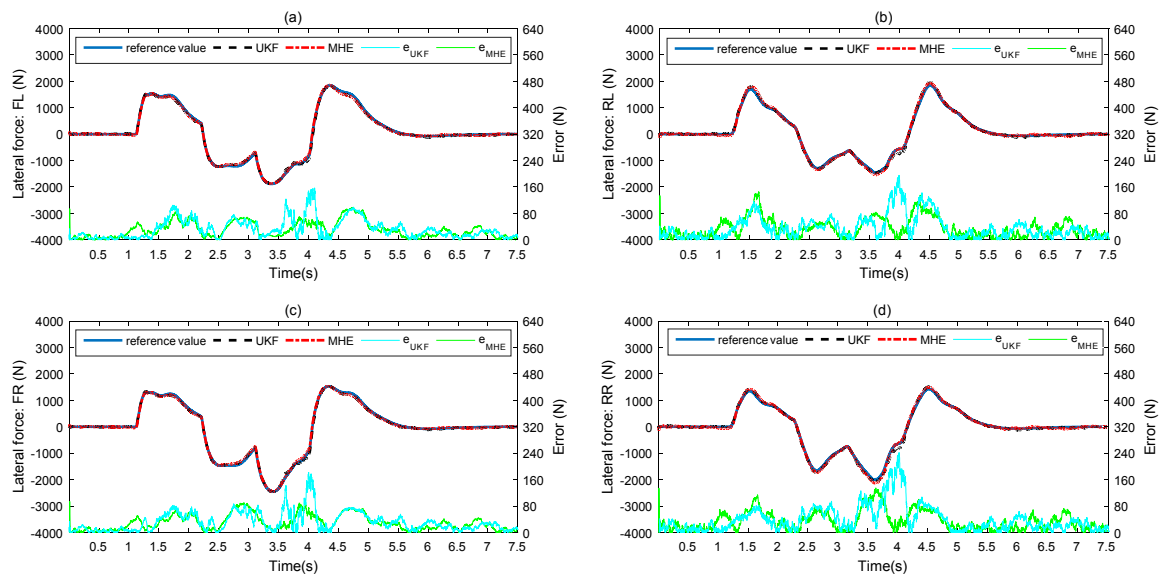 (a)
4000 3000 2000 1000 0 -1000 -2000 -3000 -4000
Lateral force: FL (N)
reference value UKF MHE e_UKF e_MHE
640 560 480 400 320 240 160 80 0
Error (N)
0.5 1 1.5 2 2.5 3 3.5 4 4.5 5 5.5 6 6.5 7 7.5
Time(s)
(b)
4000 3000 2000 1000 0 -1000 -2000 -3000 -4000
Lateral force: RL (N)
reference value UKF MHE e_UKF e_MHE
640 560 480 400 320 240 160 80 0
Error (N)
0.5 1 1.5 2 2.5 3 3.5 4 4.5 5 5.5 6 6.5 7 7.5
Time(s)
(c)
4000 3000 2000 1000 0 -1000 -2000 -3000 -4000
Lateral force: FR (N)
reference value UKF MHE e_UKF e_MHE
640 560 480 400 320 240 160 80 0
Error (N)
0.5 1 1.5 2 2.5 3 3.5 4 4.5 5 5.5 6 6.5 7 7.5
Time(s)
(d)
4000 3000 2000 1000 0 -1000 -2000 -3000 -4000
Lateral force: RR (N)
reference value UKF MHE e_UKF e_MHE
640 560 480 400 320 240 160 80 0
Error (N)
0.5 1 1.5 2 2.5 3 3.5 4 4.5 5 5.5 6 6.5 7 7.5
Time(s)